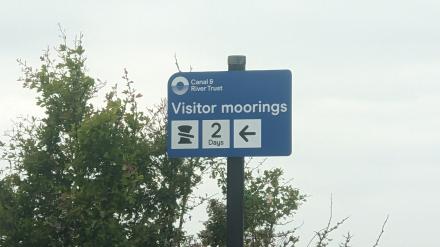 Canal &
River Trust
Visitor moorings
2
Days